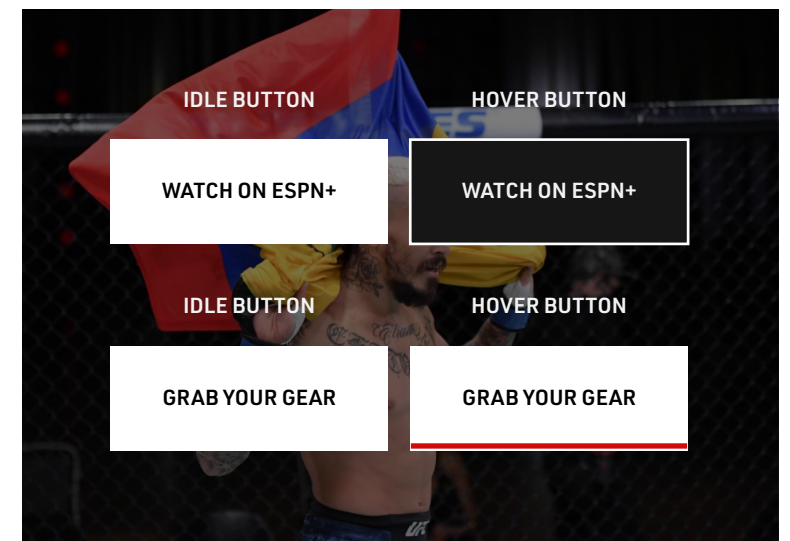 IDLE BUTTON
HOVER BUTTON
WATCH ON ESPN+
WATCH ON ESPN+
IDLE BUTTON
HOVER BUTTON
GRAB YOUR GEAR
GRAB YOUR GEAR
UFC